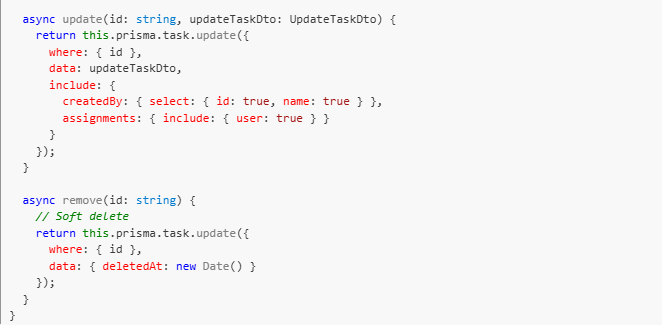 async update(id: string, updateTaskDto: UpdateTaskDto) {
return this.prisma.task.update({
where: { id },
data: updateTaskDto,
include: {
createdBy: { select: { id: true, name: true } },
assignments: { include: { user: true } }
}
});
}
async remove(id: string) {
// Soft delete
return this.prisma.task.update({
where: { id },
data: { deletedAt: new Date() }
});
}
}